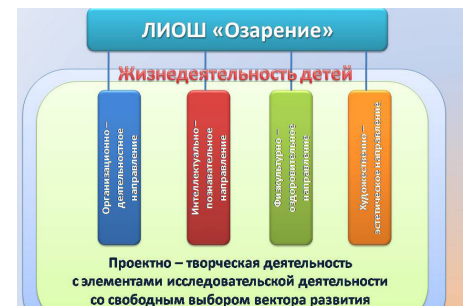 ЛИОШ «Озарение»
Жизнедеятельность детей
Организационно –
деятельностное
направление
Интеллектуально –
познавательное
направление
Физкультурно –
оздоровительное
направление
Художественно –
эстетическое направление
Проектно – творческая деятельность
с элементами исследовательской деятельности
со свободным выбором вектора развития